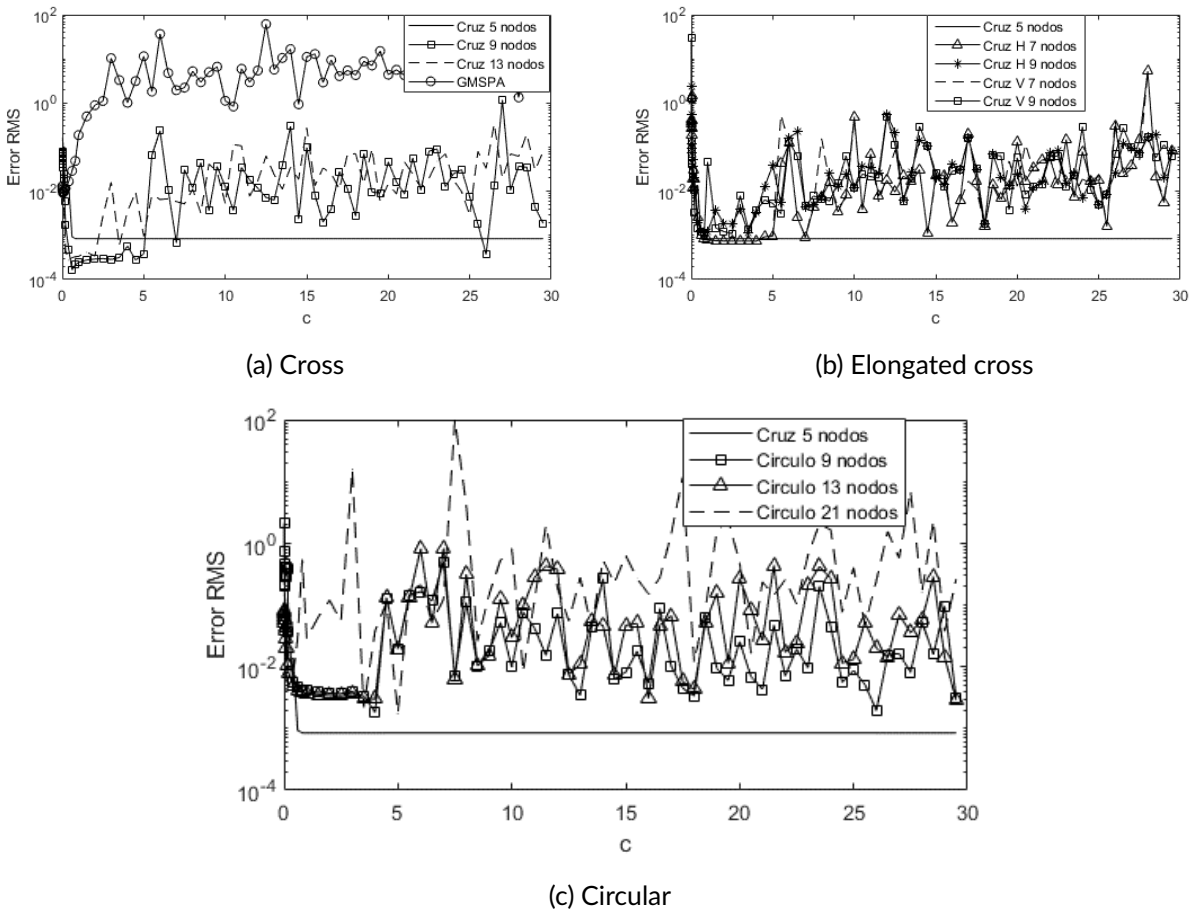 10^2
10^0
10^-2
10^-4
Error RMS
0 5 10 15 20 25 30
c
Cruz 5 nodos
Cruz 9 nodos
Cruz 13 nodos
GMSPA
(a) Cross
10^2
10^0
10^-2
10^-4
Error RMS
0 5 10 15 20 25 30
c
Cruz 5 nodos
Cruz H 7 nodos
Cruz H 9 nodos
Cruz V 7 nodos
Cruz V 9 nodos
(b) Elongated cross
10^2
10^0
10^-2
10^-4
Error RMS
0 5 10 15 20 25 30
c
Cruz 5 nodos
Circulo 9 nodos
Circulo 13 nodos
Circulo 21 nodos
(c) Circular